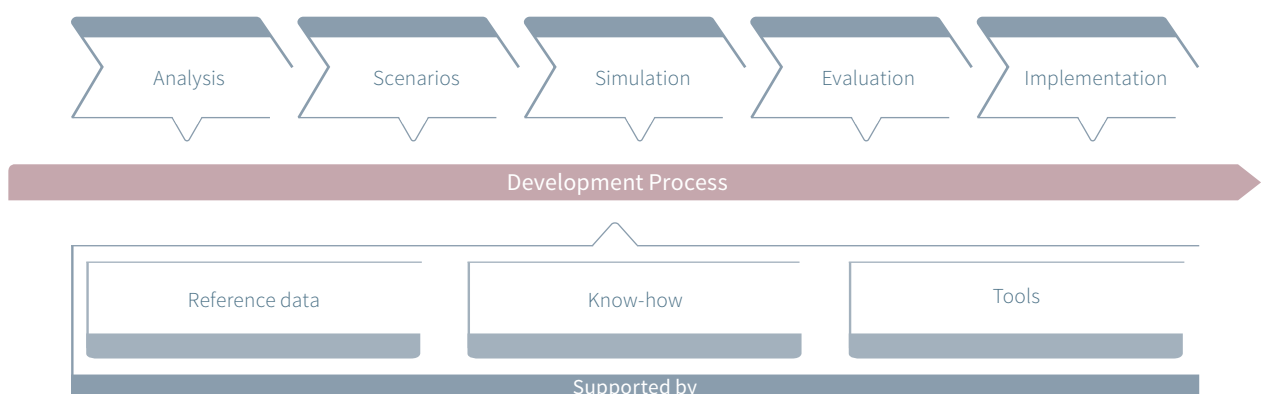 Analysis
Scenarios
Simulation
Evaluation
Implementation
Development Process
Reference data
Know-how
Tools
Supported by